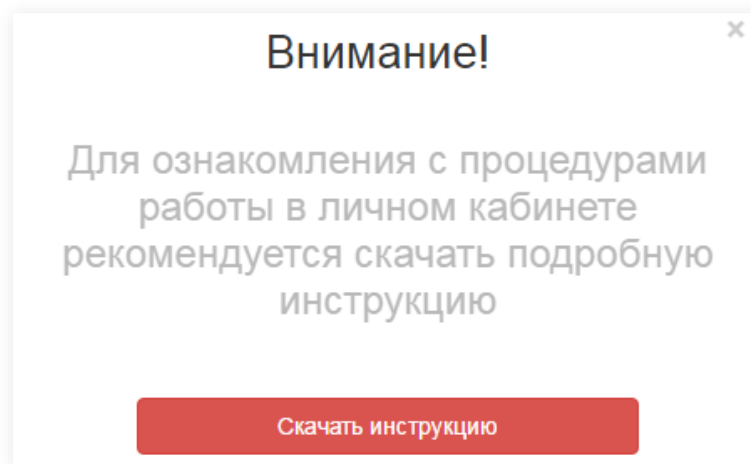 Внимание!
Для ознакомления с процедурами
работы в личном кабинете
рекомендуется скачать подробную
инструкцию
Скачать инструкцию